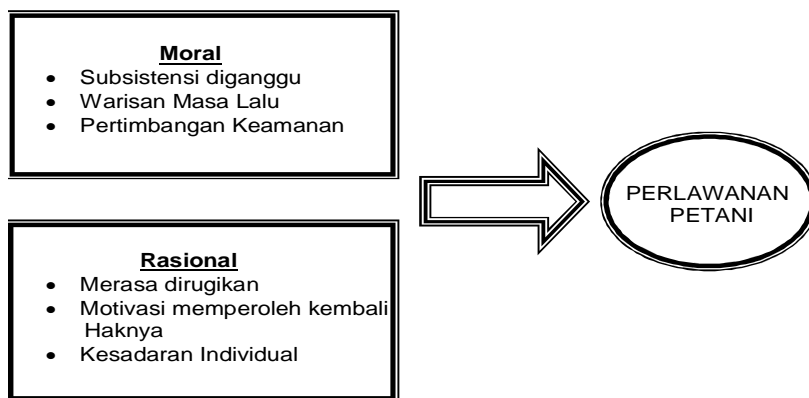 Moral
• Subsistensi diganggu
• Warisan Masa Lalu
• Pertimbangan Keamanan
Rasional
• Merasa dirugikan
• Motivasi memperoleh kembali
Haknya
• Kesadaran Individual
PERLAWANAN
PETANI